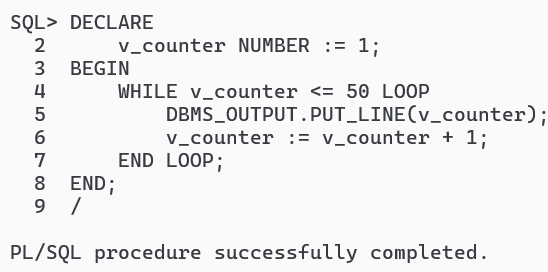 SQL> DECLARE
  2      v_counter NUMBER := 1;
  3  BEGIN
  4      WHILE v_counter <= 50 LOOP
  5          DBMS_OUTPUT.PUT_LINE(v_counter);
  6          v_counter := v_counter + 1;
  7      END LOOP;
  8  END;
  9  /

PL/SQL procedure successfully completed.